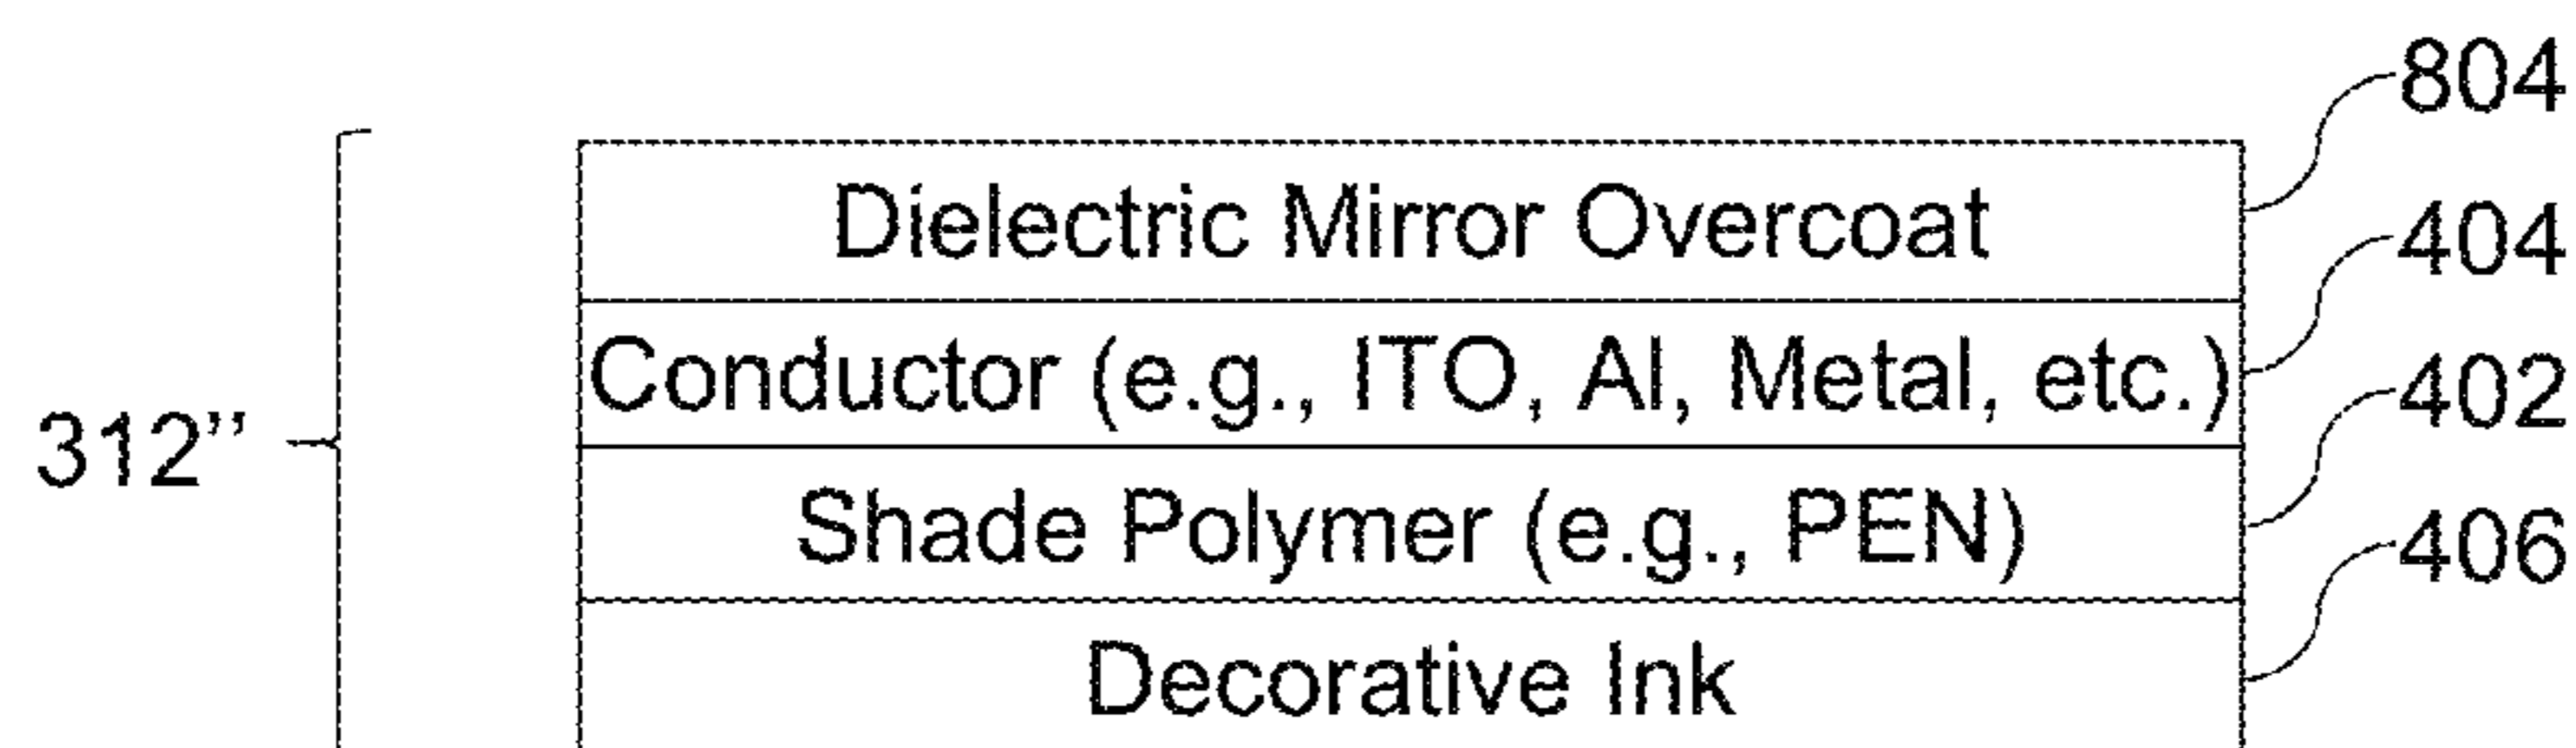 804
Dielectric Mirror Overcoat
404
Conductor (e.g., ITO, Al, Metal, etc.)
402
312”
Shade Polymer (e.g., PEN)
406
Decorative Ink